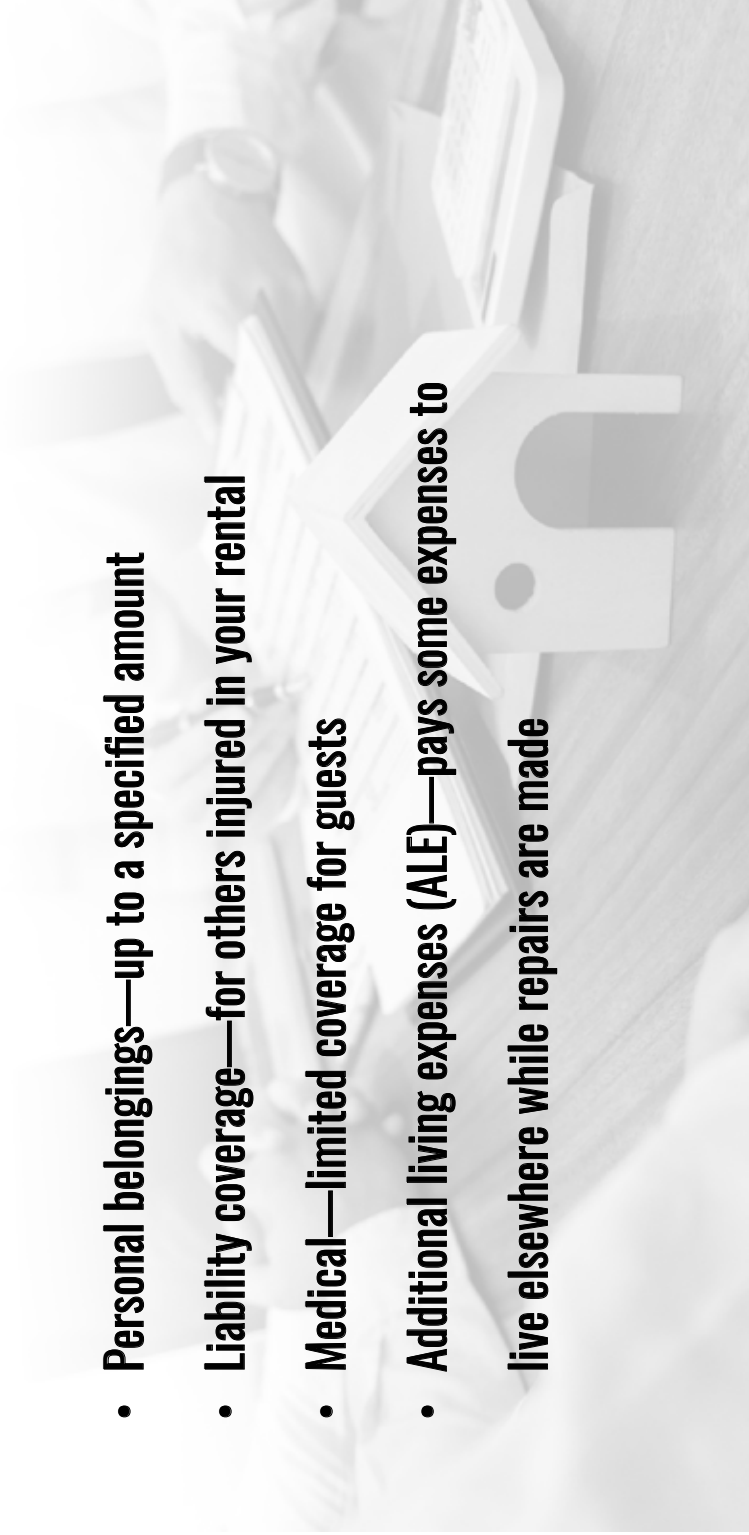 • Personal belongings—up to a specified amount
• Liability coverage—for others injured in your rental
• Medical—limited coverage for guests
• Additional living expenses (ALE)—pays some expenses to
live elsewhere while repairs are made